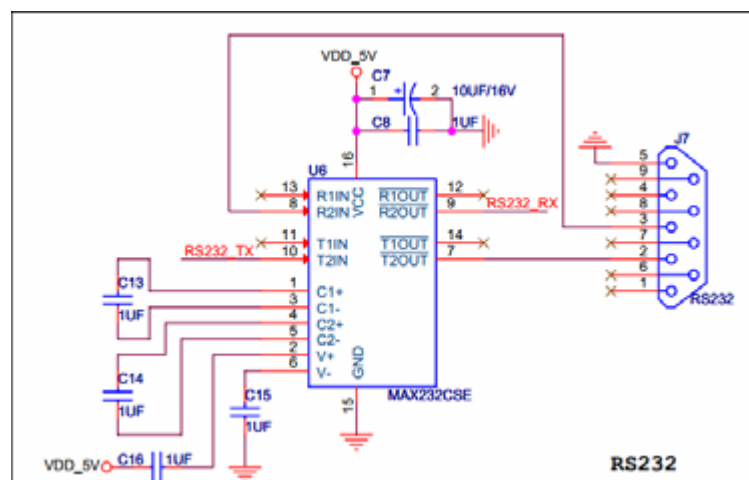 VDD_5V
C7
1 + 2 10UF/16V
C8 1UF
J7
U6
16
5
9
13 R1IN VCC R1OUT 12
4
8 R2IN R2OUT 9 RS232_RX
8
3
11 T1IN T1OUT 14
7
RS232_TX 10 T2IN T2OUT 7
2
6
1 C1+
1
C13
RS232
3 C1-
1UF
4 C2+
5 C2-
2 V+
C14
6 V- GND
C15
MAX232CSE
1UF
15
1UF
VDD_5V C16 1UF
RS232